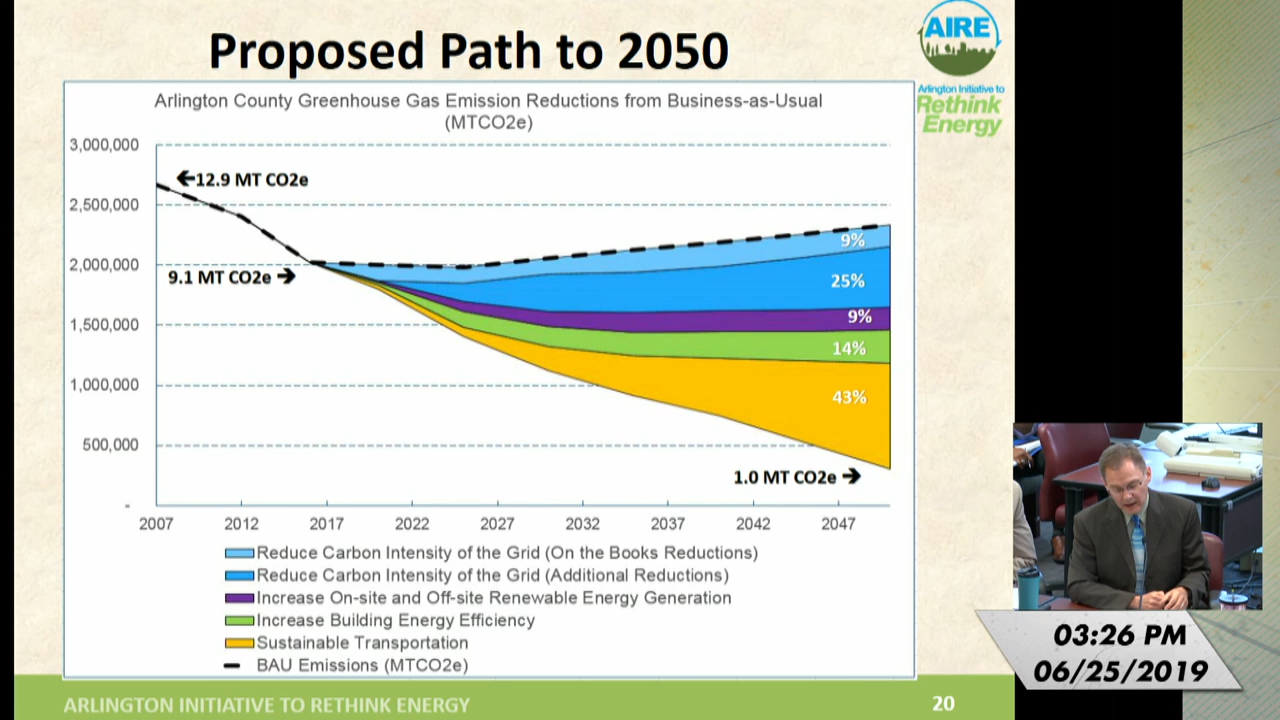 Proposed Path to 2050
AIRE
Arlington Initiative to
Rethink
Energy
Arlington County Greenhouse Gas Emission Reductions from Business-as-Usual
(MTCO2e)
3,000,000
2,500,000
2,000,000
1,500,000
1,000,000
500,000
-
🡨12.9 MT CO2e
9.1 MT CO2e 🡪
9%
25%
9%
14%
43%
1.0 MT CO2e 🡪
2007 2012 2017 2022 2027 2032 2037 2042 2047
Reduce Carbon Intensity of the Grid (On the Books Reductions)
Reduce Carbon Intensity of the Grid (Additional Reductions)
Increase On-site and Off-site Renewable Energy Generation
Increase Building Energy Efficiency
Sustainable Transportation
BAU Emissions (MTCO2e)
ARLINGTON INITIATIVE TO RETHINK ENERGY
20
03:26 PM
06/25/2019